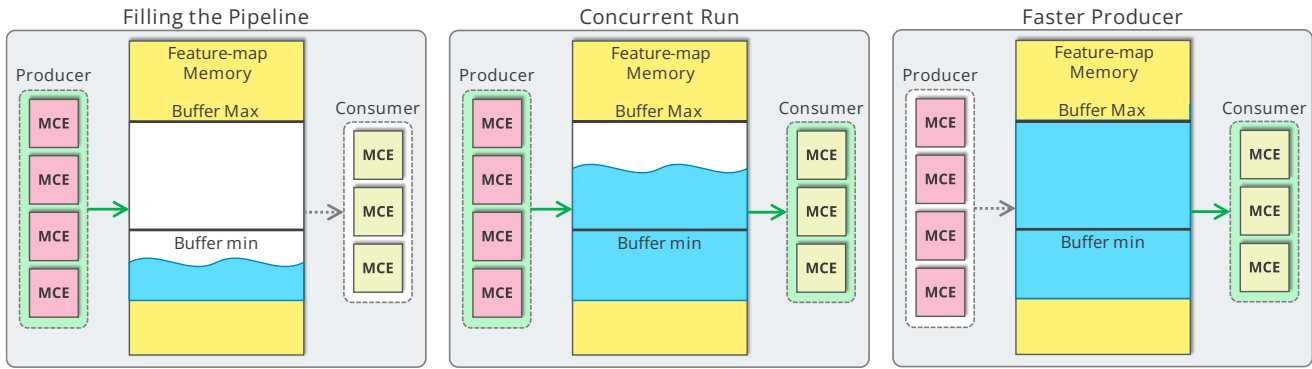 Filling the Pipeline
Producer
MCE
MCE
MCE
MCE
Feature-map
Memory
Buffer Max
Buffer min
Consumer
MCE
MCE
MCE
Concurrent Run
Producer
MCE
MCE
MCE
MCE
Feature-map
Memory
Buffer Max
Buffer min
Consumer
MCE
MCE
MCE
Faster Producer
Producer
MCE
MCE
MCE
MCE
Feature-map
Memory
Buffer Max
Buffer min
Consumer
MCE
MCE
MCE